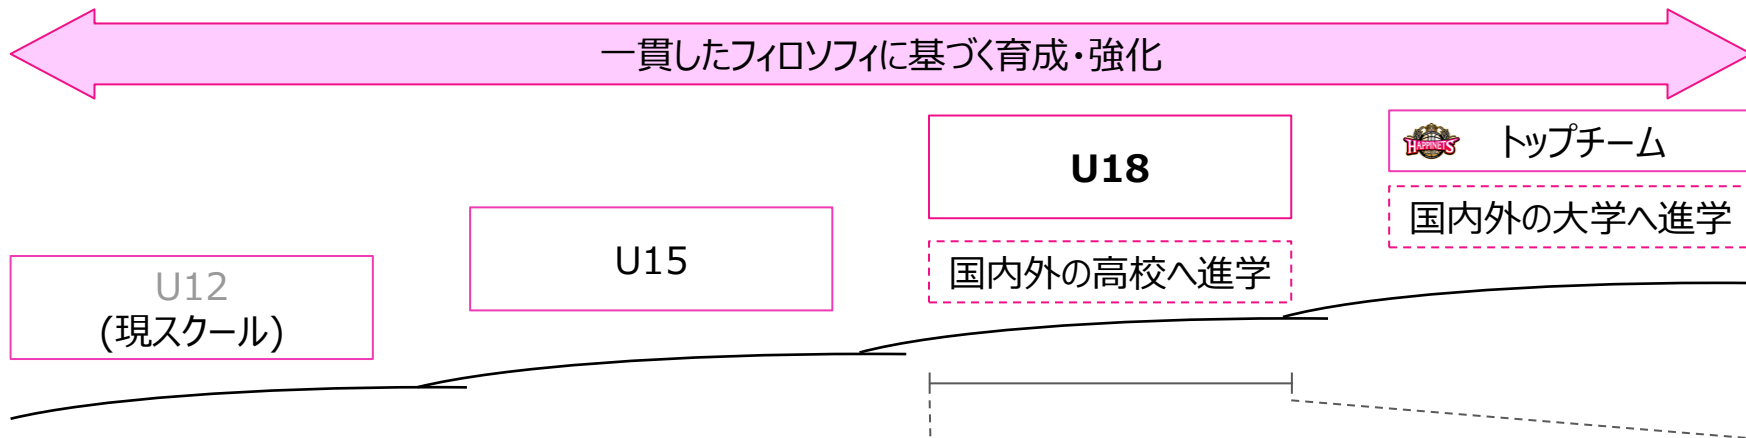 一貫したフィロソフィに基づく育成・強化
HAPPINETS
トップチーム
U18
国内外の大学へ進学
U15
国内外の高校へ進学
U12
(現スクール)